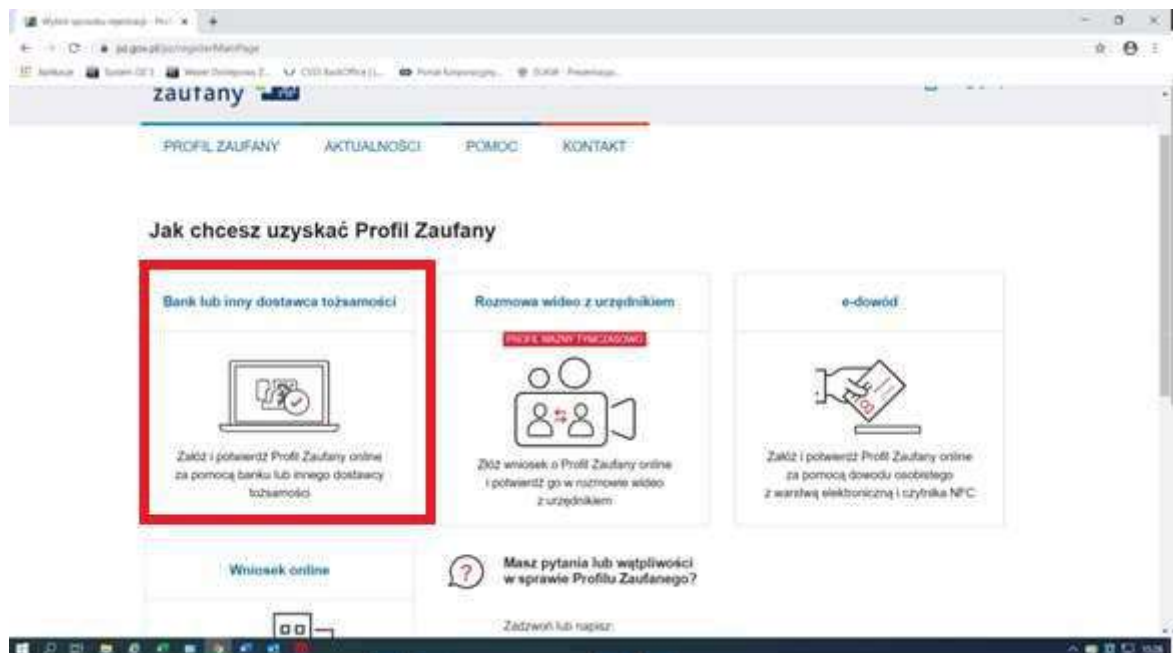 zaufany
PROFIL ZAUFANY AKTUALNOŚCI POMOC KONTAKT
Jak chcesz uzyskać Profil Zaufany
Bank lub inny dostawca tożsamości
Załóż i potwierdź Profil Zaufany online
za pomocą banku lub innego dostawcy
tożsamości
Rozmowa wideo z urzędnikiem
PROFIL WAŻNY TYMCZASOWO
Złóż wniosek o Profil Zaufany online
i potwierdź go w rozmowie wideo
z urzędnikiem
e-dowód
Załóż i potwierdź Profil Zaufany online
za pomocą dowodu osobistego
z warstwą elektroniczną i czytnika NFC
Wniosek online
Masz pytania lub wątpliwości
w sprawie Profilu Zaufanego?
Zadzwoń lub napisz: